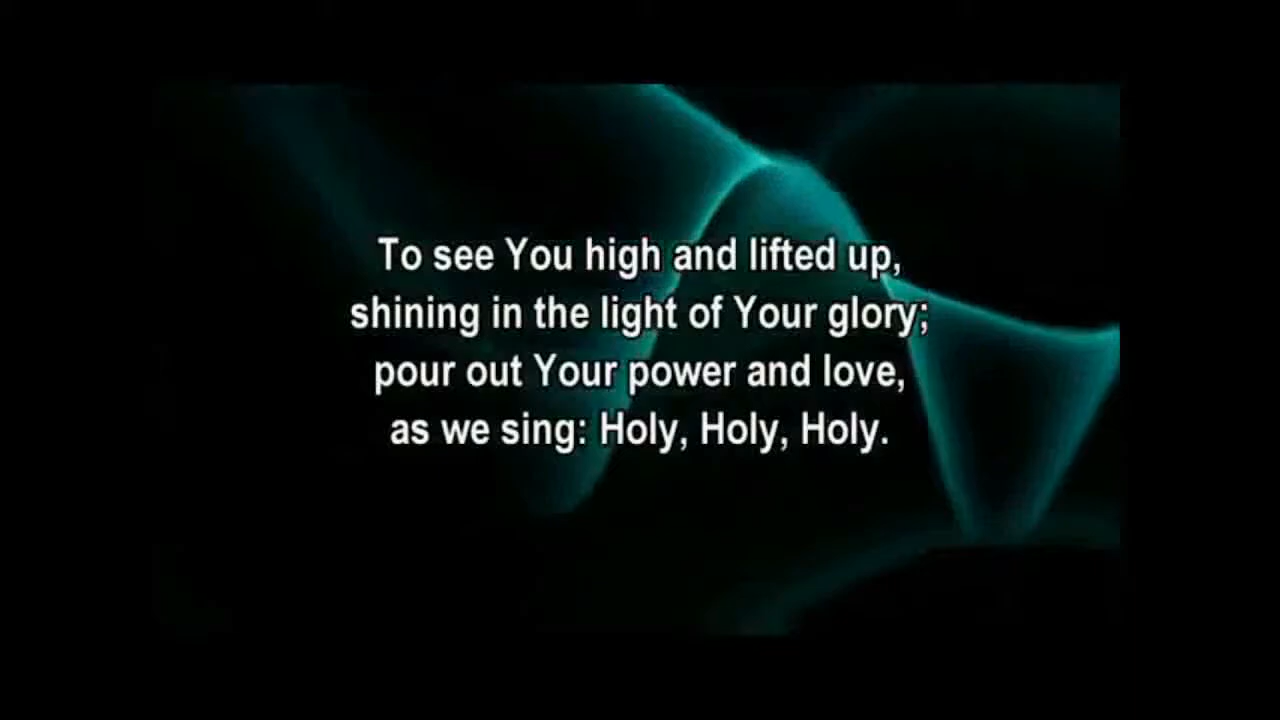 To see You high and lifted up,
shining in the light of Your glory;
pour out Your power and love,
as we sing: Holy, Holy, Holy.